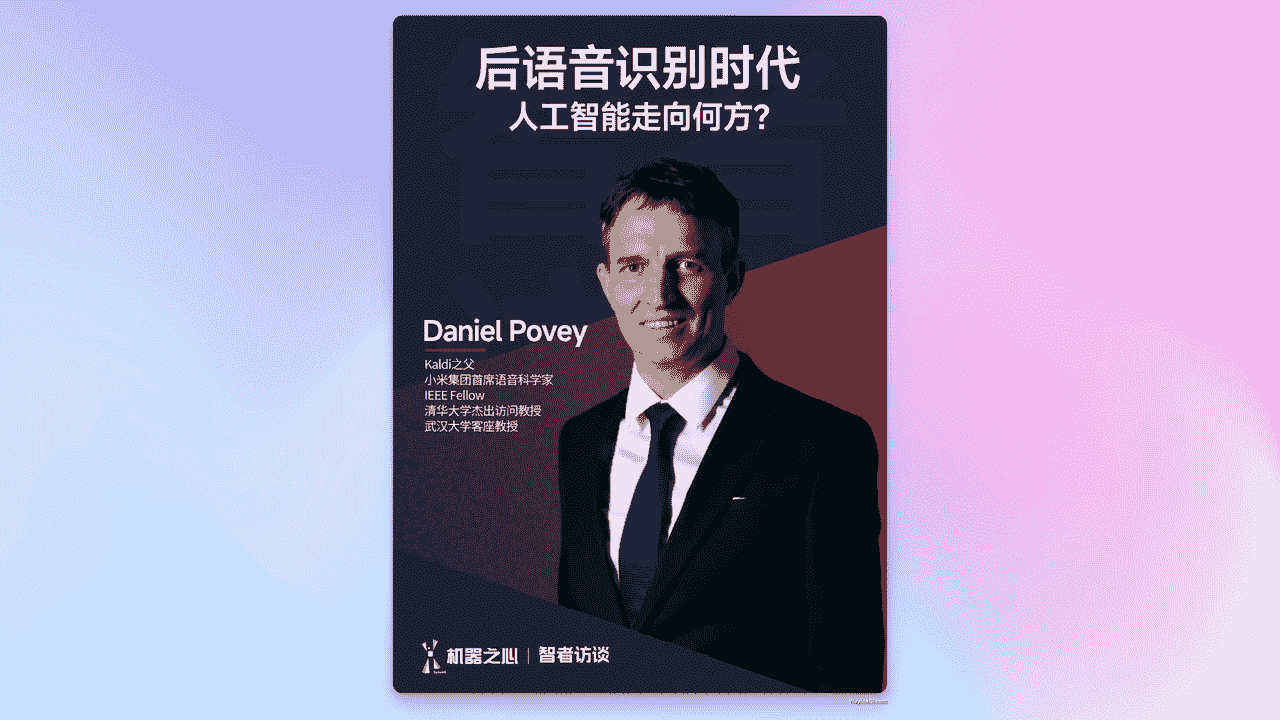 后语音识别时代
人工智能走向何方?
Daniel Povey
Kaldi之父
小米集团首席语音科学家
IEEE Fellow
清华大学杰出访问教授
武汉大学客座教授
机器之心 | 智者访谈